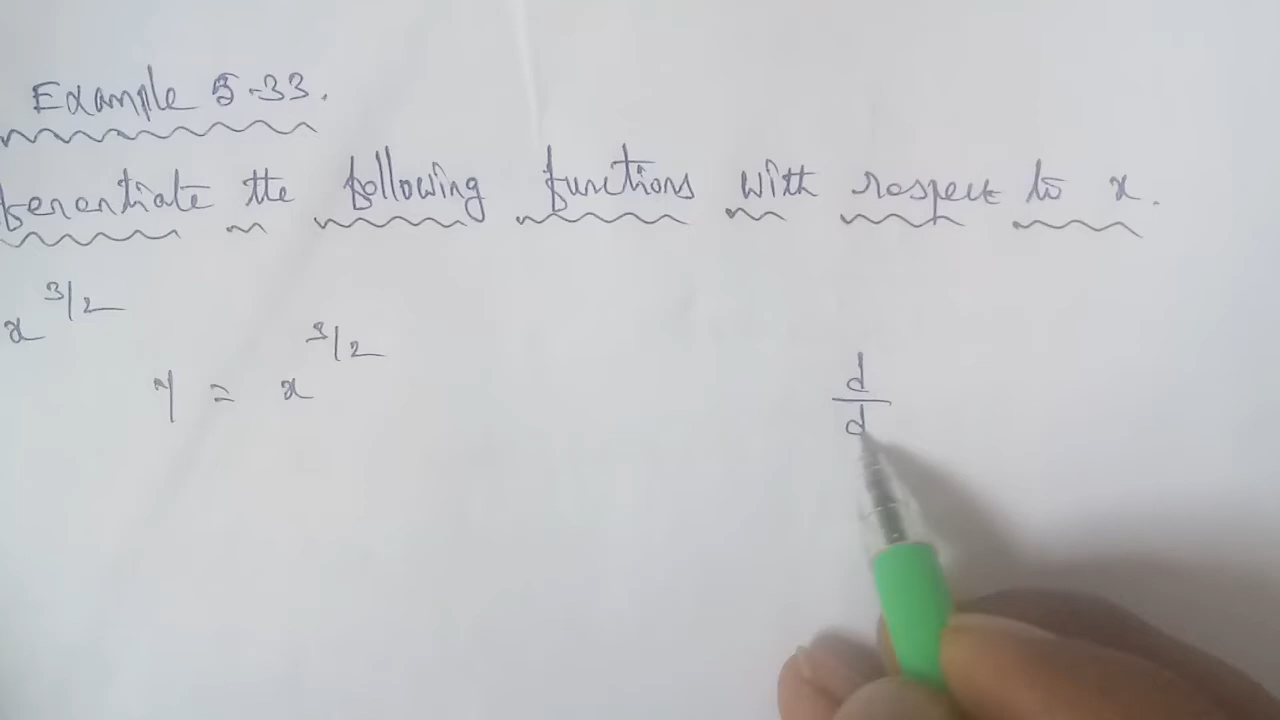 Example 5.33.
ferentiate the following functions with respect to x.
x^3/2
y = x^3/2
d
d